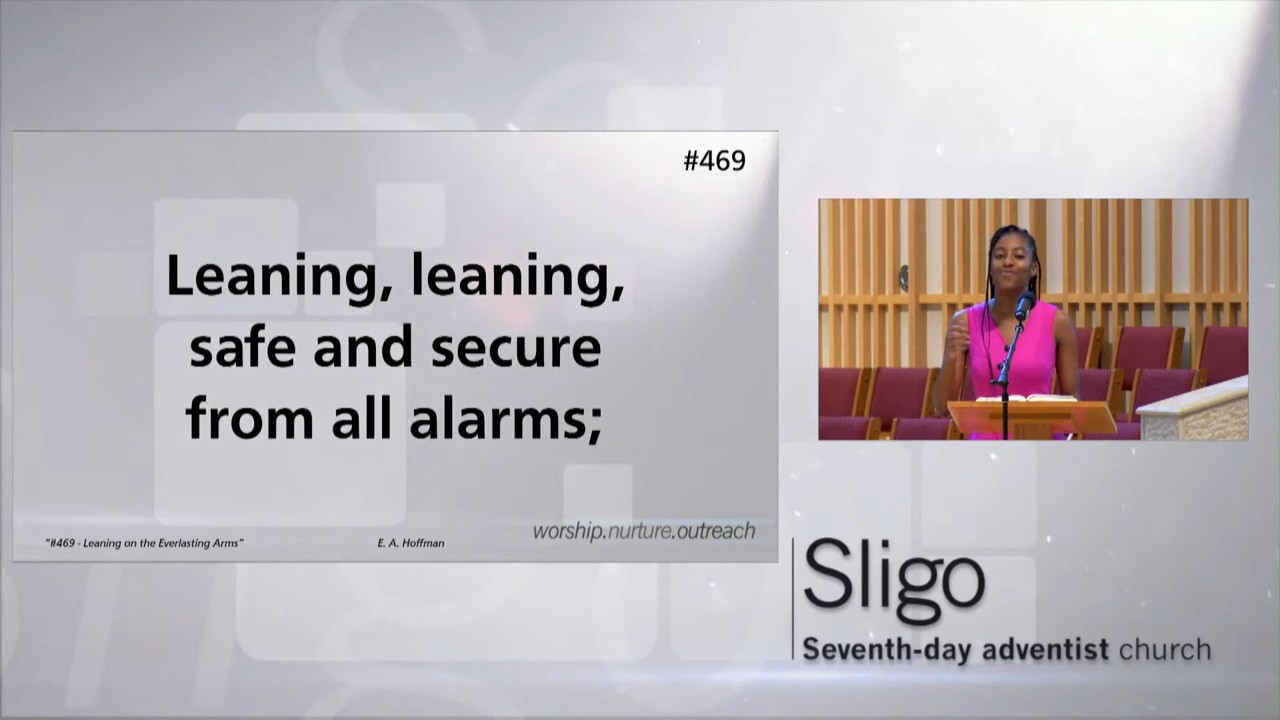 #469
Leaning, leaning,
safe and secure
from all alarms;
"#469 - Leaning on the Everlasting Arms"
E. A. Hoffman
worship.nurture.outreach
Sligo
Seventh-day adventist church